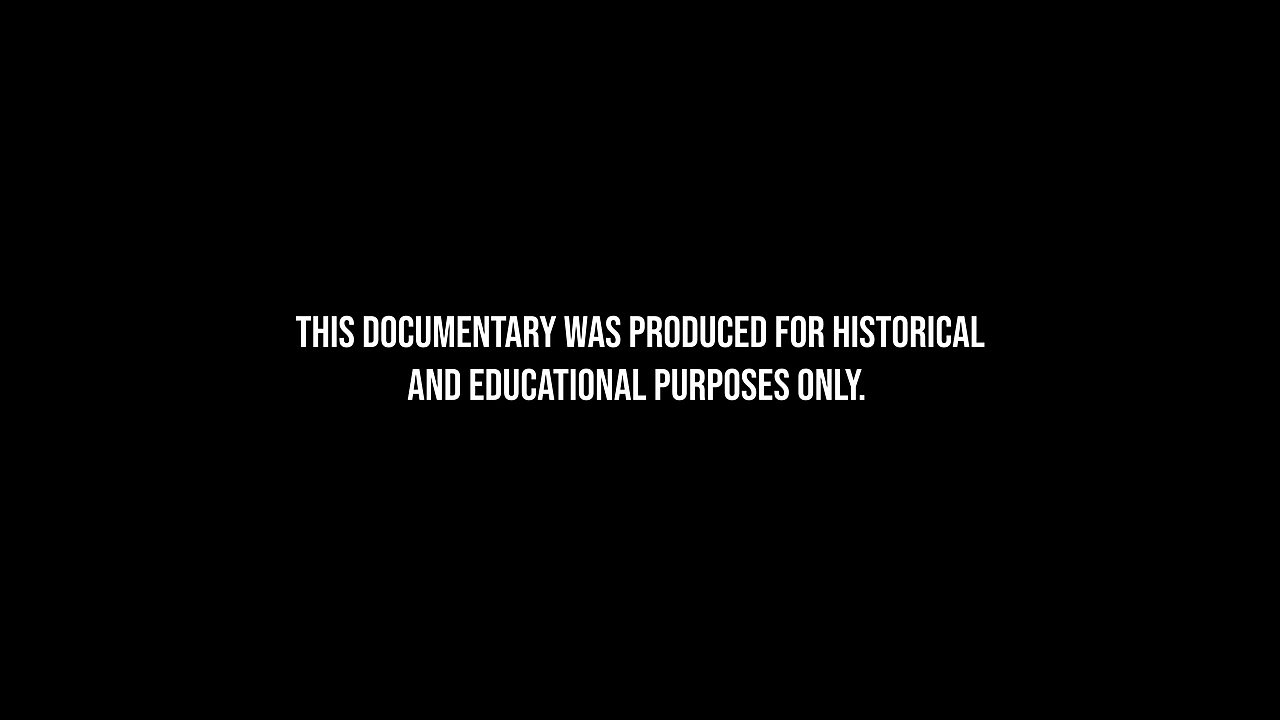 THIS DOCUMENTARY WAS PRODUCED FOR HISTORICAL
AND EDUCATIONAL PURPOSES ONLY.